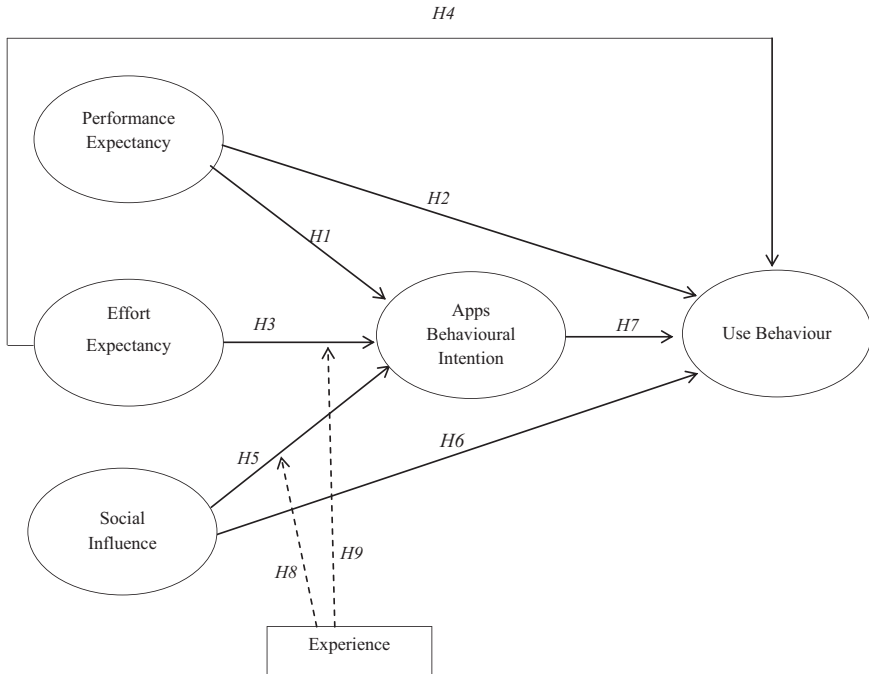 H4
Performance
Expectancy
H2
H1
Effort
Expectancy
H3
Apps
Behavioural
Intention
H7
Use Behaviour
H5
H6
Social
Influence
H9
H8
Experience